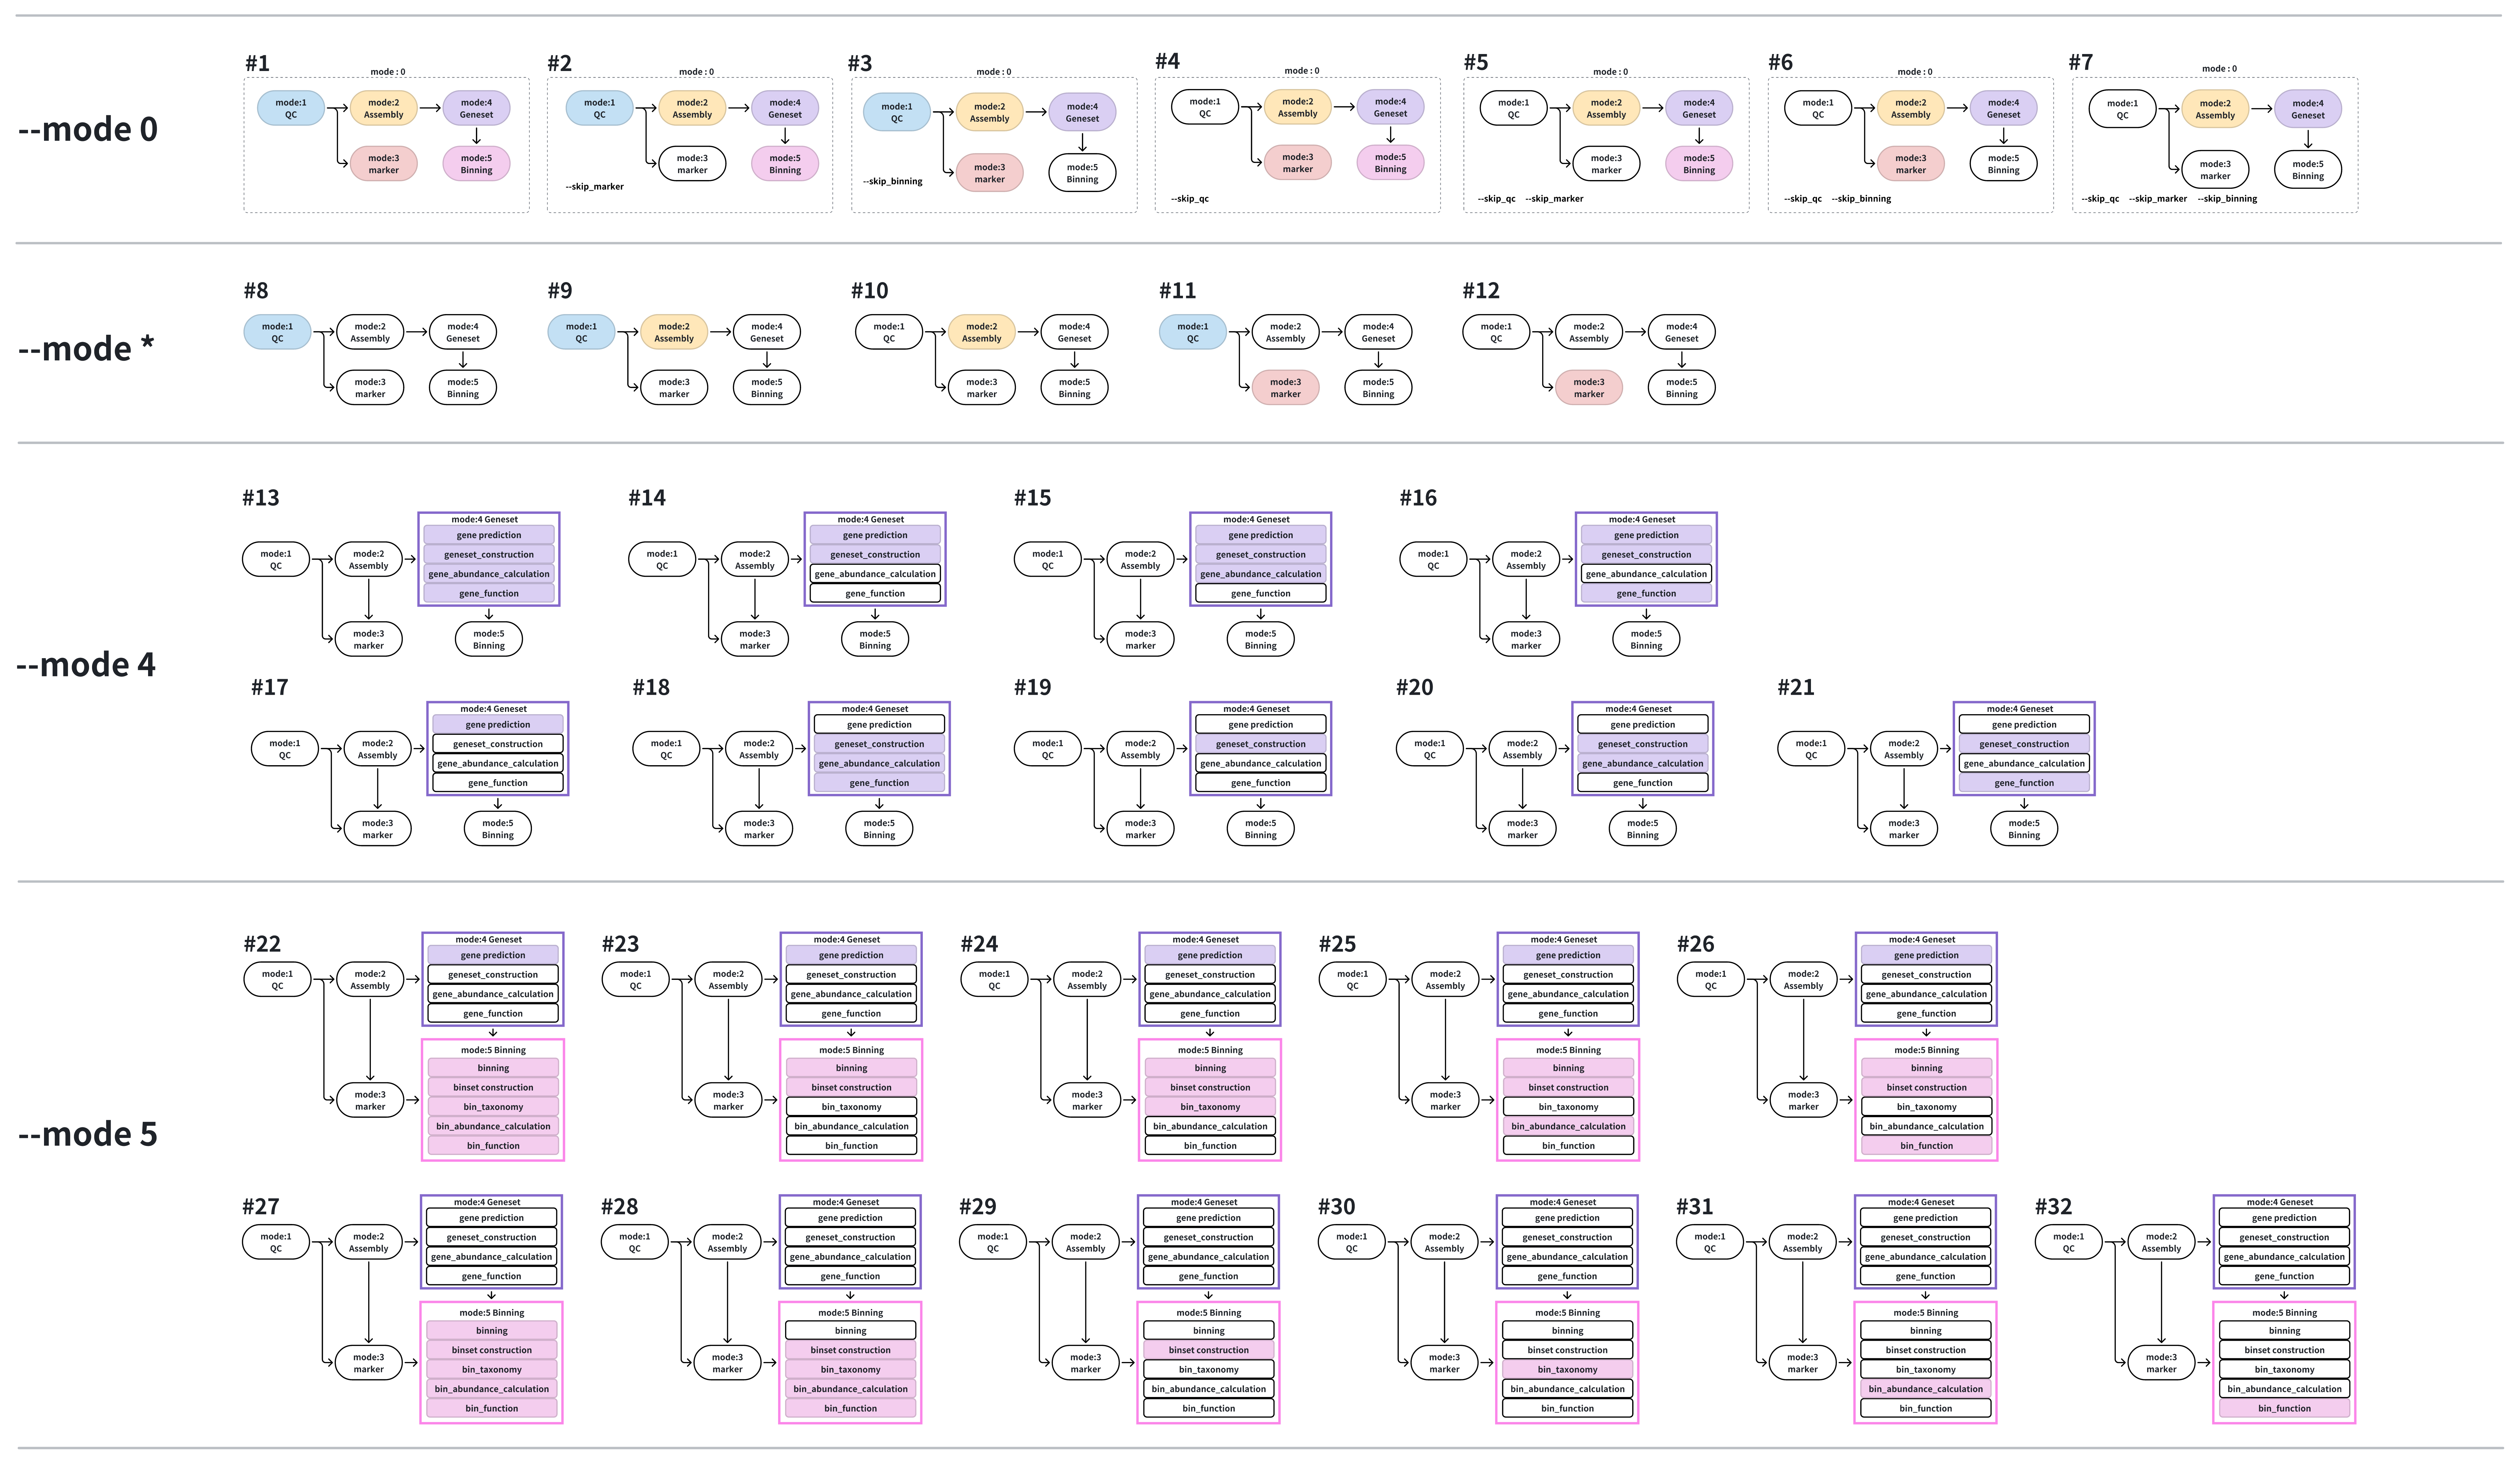 --mode 0
#1
mode : 0
mode:1
QC
mode:2
Assembly
mode:4
Geneset
mode:3
marker
mode:5
Binning
#2
mode : 0
mode:1
QC
mode:2
Assembly
mode:4
Geneset
mode:3
marker
mode:5
Binning
--skip_marker
#3
mode : 0
mode:1
QC
mode:2
Assembly
mode:4
Geneset
mode:3
marker
mode:5
Binning
--skip_binning
#4
mode : 0
mode:1
QC
mode:2
Assembly
mode:4
Geneset
mode:3
marker
mode:5
Binning
--skip_qc
#5
mode : 0
mode:1
QC
mode:2
Assembly
mode:4
Geneset
mode:3
marker
mode:5
Binning
--skip_qc --skip_marker
#6
mode : 0
mode:1
QC
mode:2
Assembly
mode:4
Geneset
mode:3
marker
mode:5
Binning
--skip_qc --skip_binning
#7
mode : 0
mode:1
QC
mode:2
Assembly
mode:4
Geneset
mode:3
marker
mode:5
Binning
--skip_qc --skip_marker --skip_binning
--mode *
#8
mode:1
QC
mode:2
Assembly
mode:4
Geneset
mode:3
marker
mode:5
Binning
#9
mode:1
QC
mode:2
Assembly
mode:4
Geneset
mode:3
marker
mode:5
Binning
#10
mode:1
QC
mode:2
Assembly
mode:4
Geneset
mode:3
marker
mode:5
Binning
#11
mode:1
QC
mode:2
Assembly
mode:4
Geneset
mode:3
marker
mode:5
Binning
#12
mode:1
QC
mode:2
Assembly
mode:4
Geneset
mode:3
marker
mode:5
Binning
--mode 4
#13
mode:1
QC
mode:2
Assembly
mode:4 Geneset
gene prediction
geneset_construction
gene_abundance_calculation
gene_function
mode:3
marker
mode:5
Binning
#14
mode:1
QC
mode:2
Assembly
mode:4 Geneset
gene prediction
geneset_construction
gene_abundance_calculation
gene_function
mode:3
marker
mode:5
Binning
#15
mode:1
QC
mode:2
Assembly
mode:4 Geneset
gene prediction
geneset_construction
gene_abundance_calculation
gene_function
mode:3
marker
mode:5
Binning
#16
mode:1
QC
mode:2
Assembly
mode:4 Geneset
gene prediction
geneset_construction
gene_abundance_calculation
gene_function
mode:3
marker
mode:5
Binning
#17
mode:1
QC
mode:2
Assembly
mode:4 Geneset
gene prediction
geneset_construction
gene_abundance_calculation
gene_function
mode:3
marker
mode:5
Binning
#18
mode:1
QC
mode:2
Assembly
mode:4 Geneset
gene prediction
geneset_construction
gene_abundance_calculation
gene_function
mode:3
marker
mode:5
Binning
#19
mode:1
QC
mode:2
Assembly
mode:4 Geneset
gene prediction
geneset_construction
gene_abundance_calculation
gene_function
mode:3
marker
mode:5
Binning
#20
mode:1
QC
mode:2
Assembly
mode:4 Geneset
gene prediction
geneset_construction
gene_abundance_calculation
gene_function
mode:3
marker
mode:5
Binning
#21
mode:1
QC
mode:2
Assembly
mode:4 Geneset
gene prediction
geneset_construction
gene_abundance_calculation
gene_function
mode:3
marker
mode:5
Binning
--mode 5
#22
mode:1
QC
mode:2
Assembly
mode:4 Geneset
gene prediction
geneset_construction
gene_abundance_calculation
gene_function
mode:3
marker
mode:5 Binning
binning
binset construction
bin_taxonomy
bin_abundance_calculation
bin_function
#23
mode:1
QC
mode:2
Assembly
mode:4 Geneset
gene prediction
geneset_construction
gene_abundance_calculation
gene_function
mode:3
marker
mode:5 Binning
binning
binset construction
bin_taxonomy
bin_abundance_calculation
bin_function
#24
mode:1
QC
mode:2
Assembly
mode:4 Geneset
gene prediction
geneset_construction
gene_abundance_calculation
gene_function
mode:3
marker
mode:5 Binning
binning
binset construction
bin_taxonomy
bin_abundance_calculation
bin_function
#25
mode:1
QC
mode:2
Assembly
mode:4 Geneset
gene prediction
geneset_construction
gene_abundance_calculation
gene_function
mode:3
marker
mode:5 Binning
binning
binset construction
bin_taxonomy
bin_abundance_calculation
bin_function
#26
mode:1
QC
mode:2
Assembly
mode:4 Geneset
gene prediction
geneset_construction
gene_abundance_calculation
gene_function
mode:3
marker
mode:5 Binning
binning
binset construction
bin_taxonomy
bin_abundance_calculation
bin_function
#27
mode:1
QC
mode:2
Assembly
mode:4 Geneset
gene prediction
geneset_construction
gene_abundance_calculation
gene_function
mode:3
marker
mode:5 Binning
binning
binset construction
bin_taxonomy
bin_abundance_calculation
bin_function
#28
mode:1
QC
mode:2
Assembly
mode:4 Geneset
gene prediction
geneset_construction
gene_abundance_calculation
gene_function
mode:3
marker
mode:5 Binning
binning
binset construction
bin_taxonomy
bin_abundance_calculation
bin_function
#29
mode:1
QC
mode:2
Assembly
mode:4 Geneset
gene prediction
geneset_construction
gene_abundance_calculation
gene_function
mode:3
marker
mode:5 Binning
binning
binset construction
bin_taxonomy
bin_abundance_calculation
bin_function
#30
mode:1
QC
mode:2
Assembly
mode:4 Geneset
gene prediction
geneset_construction
gene_abundance_calculation
gene_function
mode:3
marker
mode:5 Binning
binning
binset construction
bin_taxonomy
bin_abundance_calculation
bin_function
#31
mode:1
QC
mode:2
Assembly
mode:4 Geneset
gene prediction
geneset_construction
gene_abundance_calculation
gene_function
mode:3
marker
mode:5 Binning
binning
binset construction
bin_taxonomy
bin_abundance_calculation
bin_function
#32
mode:1
QC
mode:2
Assembly
mode:4 Geneset
gene prediction
geneset_construction
gene_abundance_calculation
gene_function
mode:3
marker
mode:5 Binning
binning
binset construction
bin_taxonomy
bin_abundance_calculation
bin_function